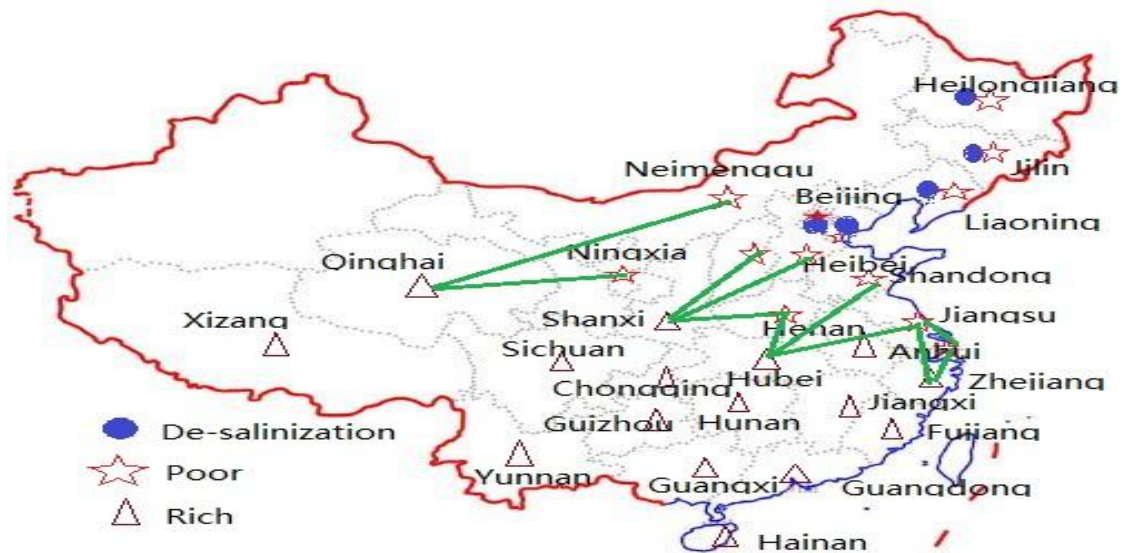 Heilongjiang
Jilin
Neimenggu
Beijing
Liaoning
Ningxia
Heibei
Qinghai
Shandong
Xizang
Shanxi
Henan
Jiangsu
Sichuan
Anhui
Chongqing
Hubei
Zhejiang
Guizhou
Hunan
Jiangxi
De-salinization
Fujiang
Poor
Yunnan
Guangxi
Guangdong
Rich
Hainan